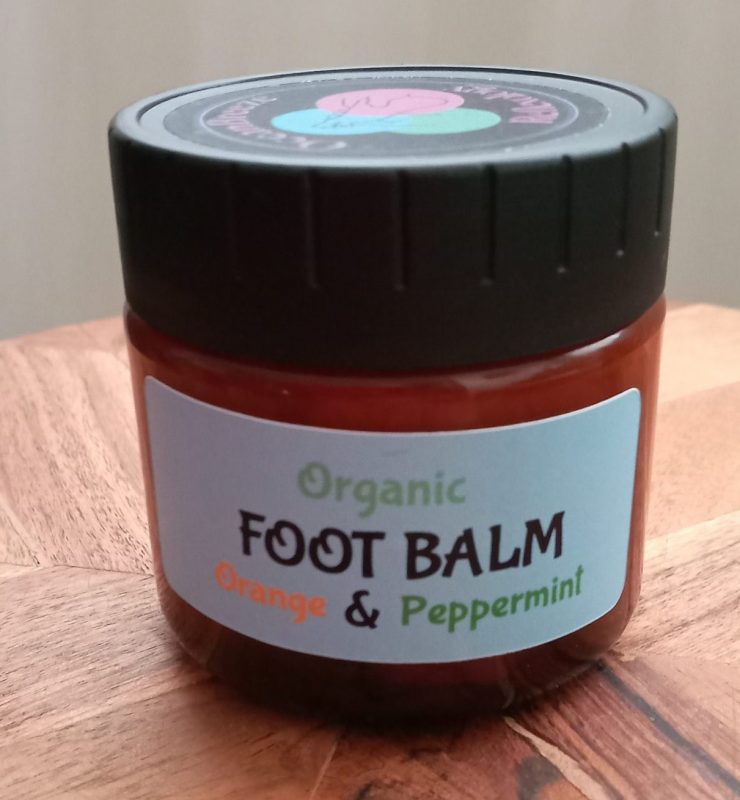 Organic
FOOT BALM
Orange & Peppermint